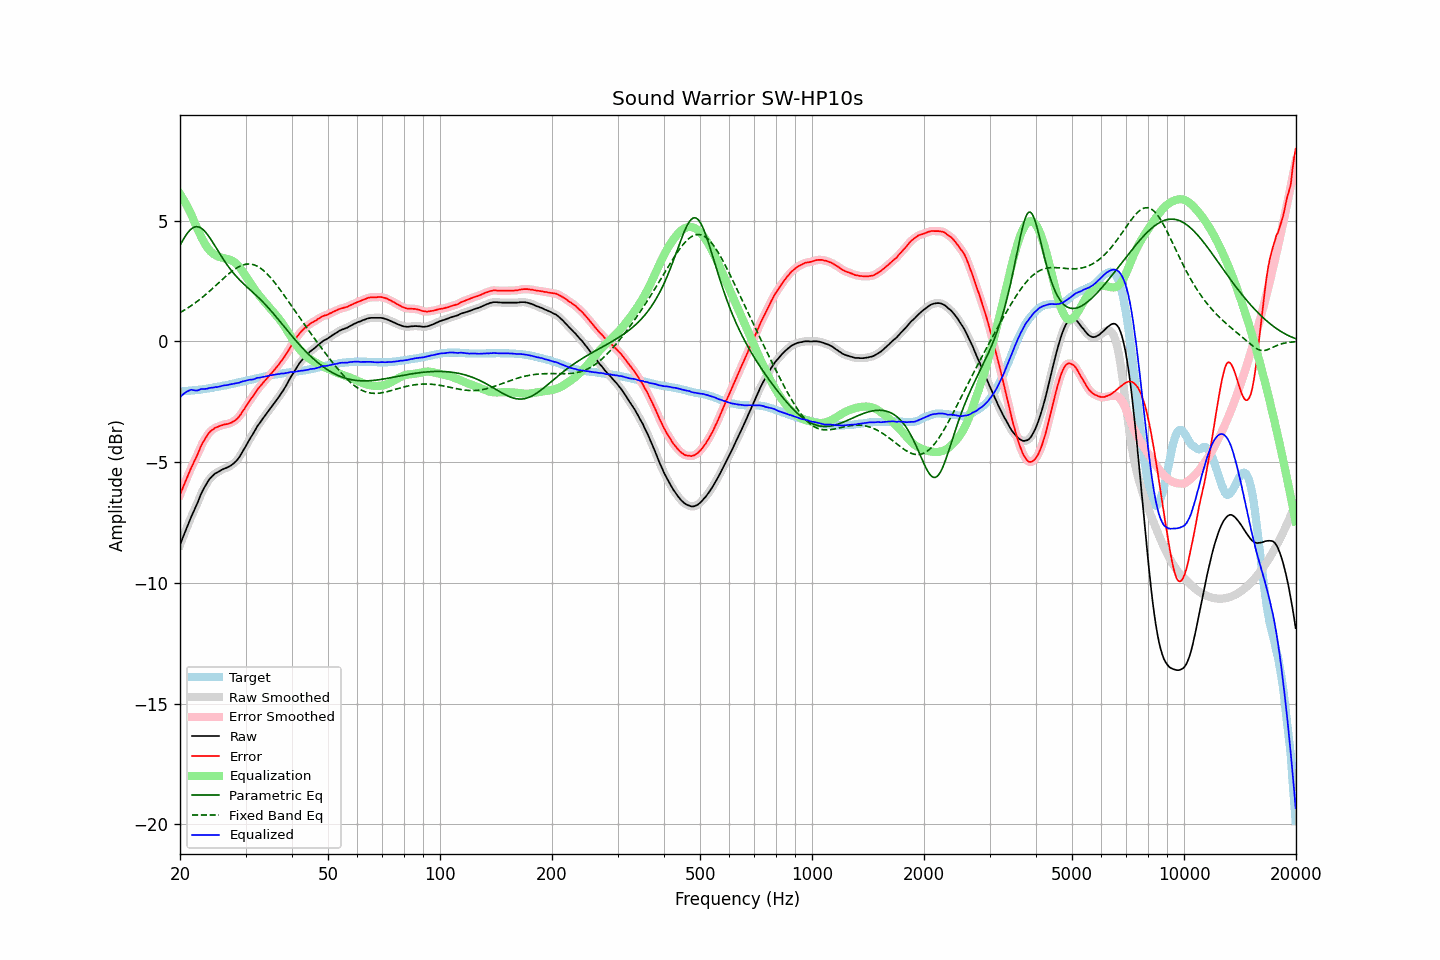 Sound Warrior SW-HP10s
Amplitude (dBr)
5
0
−5
−10
−15
−20
Target
Raw Smoothed
Error Smoothed
Raw
Error
Equalization
Parametric Eq
Fixed Band Eq
Equalized
20 50 100 200 500 1000 2000 5000 10000 20000
Frequency (Hz)